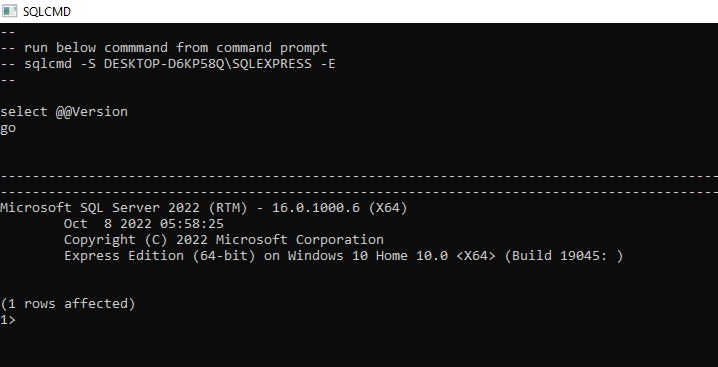 SQLCMD
--
-- run below commmand from command prompt
-- sqlcmd -S DESKTOP-D6KP58Q\SQLEXPRESS -E
--
select @@Version
go
------------------------------------------------------------------------------------------
------------------------------------------------------------------------------------------
Microsoft SQL Server 2022 (RTM) - 16.0.1000.6 (X64)
Oct  8 2022 05:58:25
Copyright (C) 2022 Microsoft Corporation
Express Edition (64-bit) on Windows 10 Home 10.0 <X64> (Build 19045: )
(1 rows affected)
1>